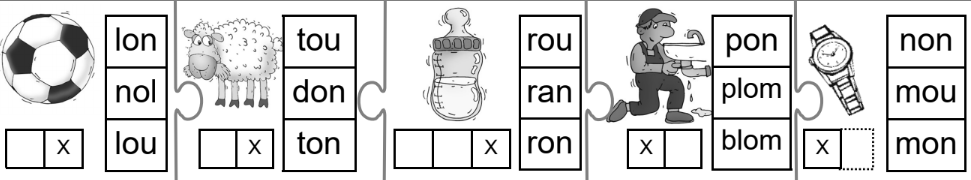 lon
nol
x lou
tou
don
x ton
rou
ran
x ron
pon
plom
x blom
non
mou
x mon